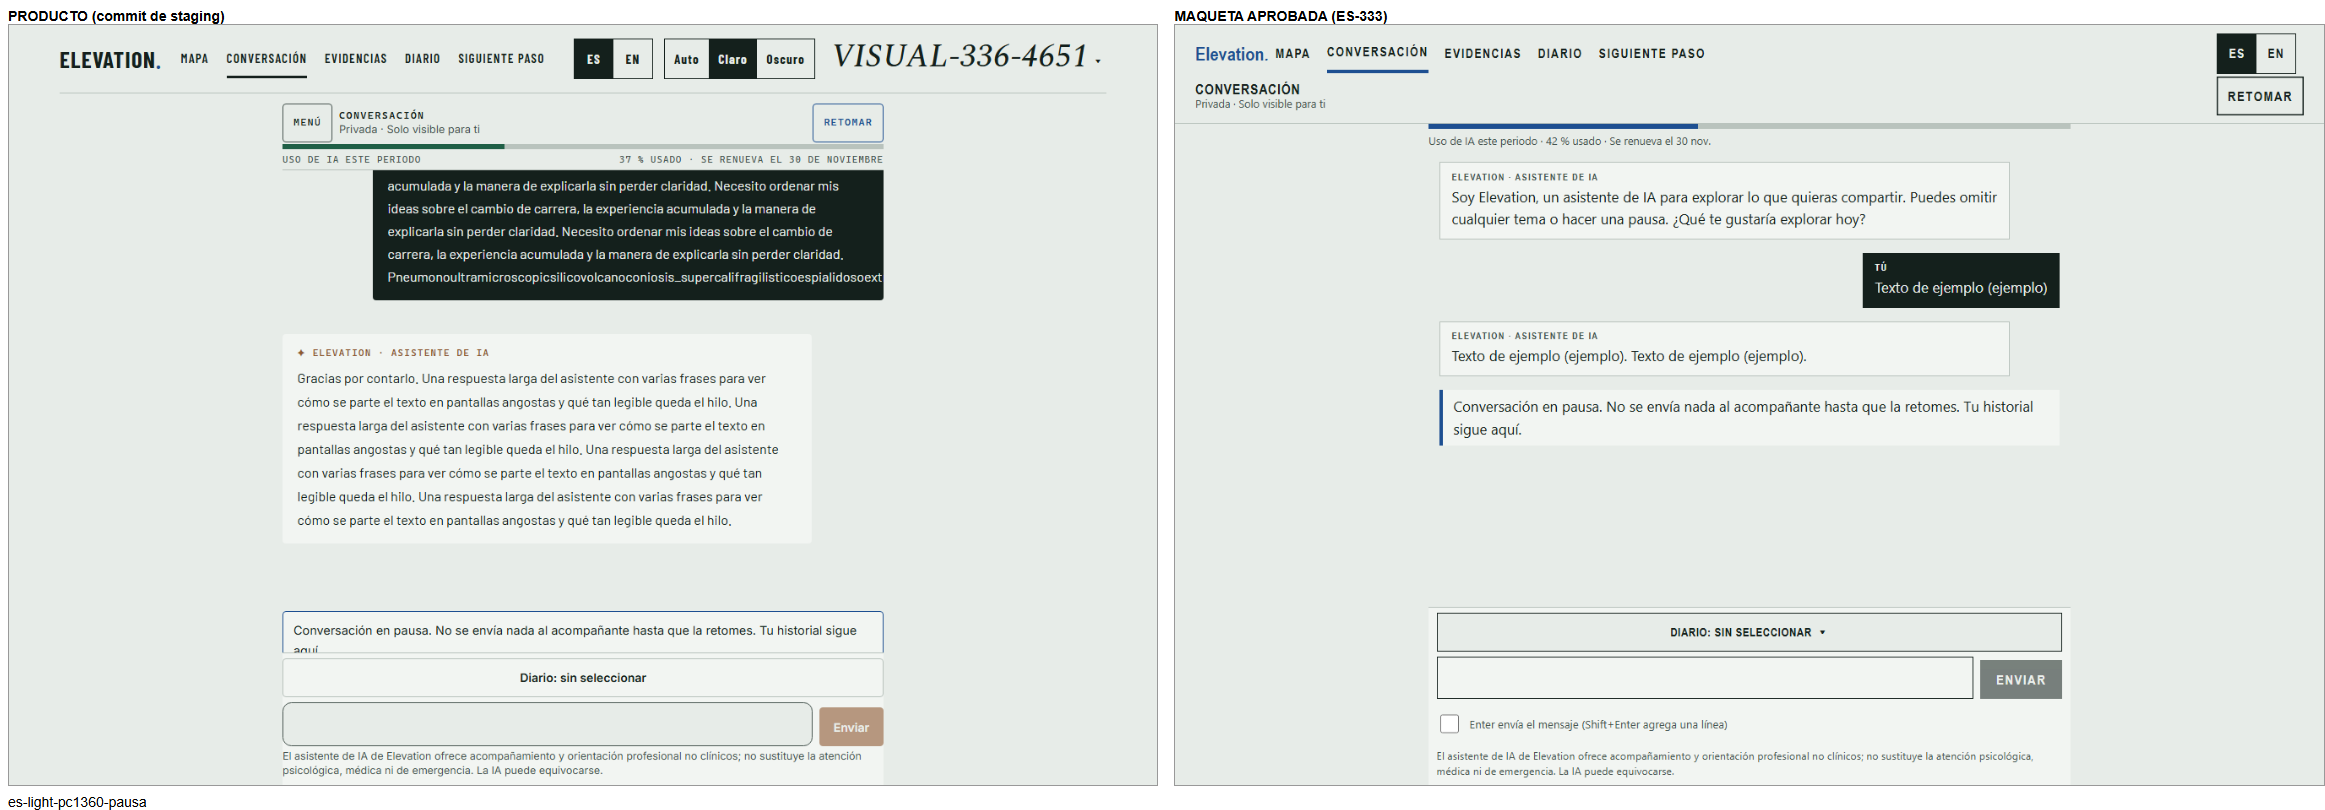 PRODUCTO (commit de staging)
ELEVATION.
MAPA
CONVERSACIÓN
EVIDENCIAS
DIARIO
SIGUIENTE PASO
ES
EN
Auto
Claro
Oscuro
VISUAL-336-4651
MENÚ
CONVERSACIÓN
Privada · Solo visible para ti
RETOMAR
USO DE IA ESTE PERIODO
37 % USADO · SE RENUEVA EL 30 DE NOVIEMBRE
acumulada y la manera de explicarla sin perder claridad. Necesito ordenar mis
ideas sobre el cambio de carrera, la experiencia acumulada y la manera de
explicarla sin perder claridad. Necesito ordenar mis ideas sobre el cambio de
carrera, la experiencia acumulada y la manera de explicarla sin perder claridad.
Pneumonoultramicroscopicsilicovolcanoconiosis_supercalifragilisticoespialidosoext
✦ ELEVATION · ASISTENTE DE IA
Gracias por contarlo. Una respuesta larga del asistente con varias frases para ver
cómo se parte el texto en pantallas angostas y qué tan legible queda el hilo. Una
respuesta larga del asistente con varias frases para ver cómo se parte el texto en
pantallas angostas y qué tan legible queda el hilo. Una respuesta larga del asistente
con varias frases para ver cómo se parte el texto en pantallas angostas y qué tan
legible queda el hilo. Una respuesta larga del asistente con varias frases para ver
cómo se parte el texto en pantallas angostas y qué tan legible queda el hilo.
Conversación en pausa. No se envía nada al acompañante hasta que la retomes. Tu historial sigue
aquí.
Diario: sin seleccionar
Enviar
El asistente de IA de Elevation ofrece acompañamiento y orientación profesional no clínicos; no sustituye la atención
psicológica, médica ni de emergencia. La IA puede equivocarse.
es-light-pc1360-pausa
MAQUETA APROBADA (ES-333)
Elevation.
MAPA
CONVERSACIÓN
EVIDENCIAS
DIARIO
SIGUIENTE PASO
ES
EN
CONVERSACIÓN
Privada · Solo visible para ti
RETOMAR
Uso de IA este periodo · 42 % usado · Se renueva el 30 nov.
ELEVATION · ASISTENTE DE IA
Soy Elevation, un asistente de IA para explorar lo que quieras compartir. Puedes omitir
cualquier tema o hacer una pausa. ¿Qué te gustaría explorar hoy?
TÚ
Texto de ejemplo (ejemplo)
ELEVATION · ASISTENTE DE IA
Texto de ejemplo (ejemplo). Texto de ejemplo (ejemplo).
Conversación en pausa. No se envía nada al acompañante hasta que la retomes. Tu historial
sigue aquí.
DIARIO: SIN SELECCIONAR
ENVIAR
Enter envía el mensaje (Shift+Enter agrega una línea)
El asistente de IA de Elevation ofrece acompañamiento y orientación profesional no clínicos; no sustituye la atención psicológica,
médica ni de emergencia. La IA puede equivocarse.